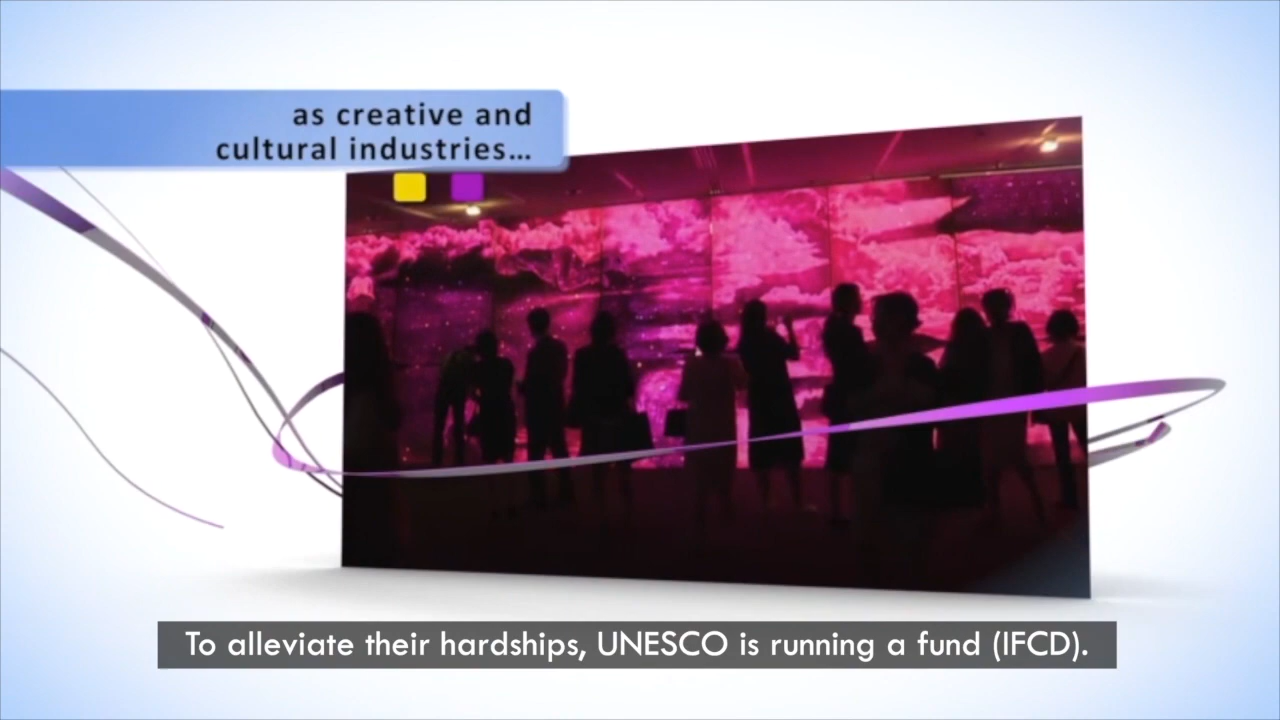 as creative and
cultural industries…
To alleviate their hardships, UNESCO is running a fund (IFCD).